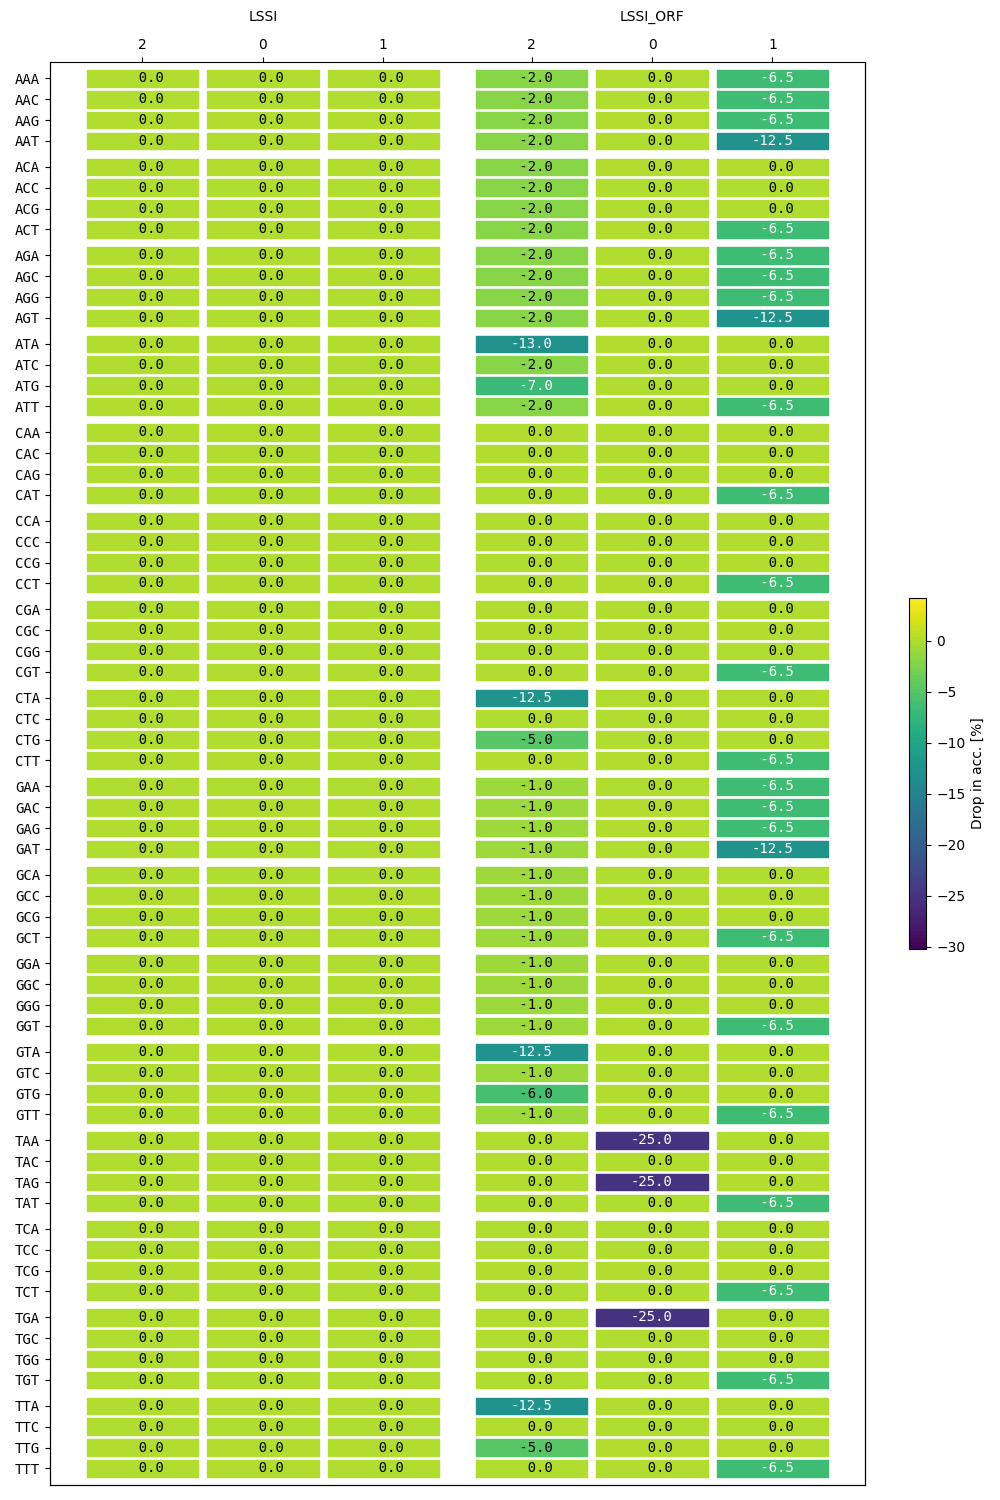 LSSI LSSI_ORF
2 0 1 2 0 1
AAA 0.0 0.0 0.0 -2.0 0.0 -6.5
AAC 0.0 0.0 0.0 -2.0 0.0 -6.5
AAG 0.0 0.0 0.0 -2.0 0.0 -6.5
AAT 0.0 0.0 0.0 -2.0 0.0 -12.5
ACA 0.0 0.0 0.0 -2.0 0.0 0.0
ACC 0.0 0.0 0.0 -2.0 0.0 0.0
ACG 0.0 0.0 0.0 -2.0 0.0 0.0
ACT 0.0 0.0 0.0 -2.0 0.0 -6.5
AGA 0.0 0.0 0.0 -2.0 0.0 -6.5
AGC 0.0 0.0 0.0 -2.0 0.0 -6.5
AGG 0.0 0.0 0.0 -2.0 0.0 -6.5
AGT 0.0 0.0 0.0 -2.0 0.0 -12.5
ATA 0.0 0.0 0.0 -13.0 0.0 0.0
ATC 0.0 0.0 0.0 -2.0 0.0 0.0
ATG 0.0 0.0 0.0 -7.0 0.0 0.0
ATT 0.0 0.0 0.0 -2.0 0.0 -6.5
CAA 0.0 0.0 0.0 0.0 0.0 0.0
CAC 0.0 0.0 0.0 0.0 0.0 0.0
CAG 0.0 0.0 0.0 0.0 0.0 0.0
CAT 0.0 0.0 0.0 0.0 0.0 -6.5
CCA 0.0 0.0 0.0 0.0 0.0 0.0
CCC 0.0 0.0 0.0 0.0 0.0 0.0
CCG 0.0 0.0 0.0 0.0 0.0 0.0
CCT 0.0 0.0 0.0 0.0 0.0 -6.5
CGA 0.0 0.0 0.0 0.0 0.0 0.0
CGC 0.0 0.0 0.0 0.0 0.0 0.0
CGG 0.0 0.0 0.0 0.0 0.0 0.0
CGT 0.0 0.0 0.0 0.0 0.0 -6.5
CTA 0.0 0.0 0.0 -12.5 0.0 0.0
CTC 0.0 0.0 0.0 0.0 0.0 0.0
CTG 0.0 0.0 0.0 -5.0 0.0 0.0
CTT 0.0 0.0 0.0 0.0 0.0 -6.5
GAA 0.0 0.0 0.0 -1.0 0.0 -6.5
GAC 0.0 0.0 0.0 -1.0 0.0 -6.5
GAG 0.0 0.0 0.0 -1.0 0.0 -6.5
GAT 0.0 0.0 0.0 -1.0 0.0 -12.5
GCA 0.0 0.0 0.0 -1.0 0.0 0.0
GCC 0.0 0.0 0.0 -1.0 0.0 0.0
GCG 0.0 0.0 0.0 -1.0 0.0 0.0
GCT 0.0 0.0 0.0 -1.0 0.0 -6.5
GGA 0.0 0.0 0.0 -1.0 0.0 0.0
GGC 0.0 0.0 0.0 -1.0 0.0 0.0
GGG 0.0 0.0 0.0 -1.0 0.0 0.0
GGT 0.0 0.0 0.0 -1.0 0.0 -6.5
GTA 0.0 0.0 0.0 -12.5 0.0 0.0
GTC 0.0 0.0 0.0 -1.0 0.0 0.0
GTG 0.0 0.0 0.0 -6.0 0.0 0.0
GTT 0.0 0.0 0.0 -1.0 0.0 -6.5
TAA 0.0 0.0 0.0 0.0 -25.0 0.0
TAC 0.0 0.0 0.0 0.0 0.0 0.0
TAG 0.0 0.0 0.0 0.0 -25.0 0.0
TAT 0.0 0.0 0.0 0.0 0.0 -6.5
TCA 0.0 0.0 0.0 0.0 0.0 0.0
TCC 0.0 0.0 0.0 0.0 0.0 0.0
TCG 0.0 0.0 0.0 0.0 0.0 0.0
TCT 0.0 0.0 0.0 0.0 0.0 -6.5
TGA 0.0 0.0 0.0 0.0 -25.0 0.0
TGC 0.0 0.0 0.0 0.0 0.0 0.0
TGG 0.0 0.0 0.0 0.0 0.0 0.0
TGT 0.0 0.0 0.0 0.0 0.0 -6.5
TTA 0.0 0.0 0.0 -12.5 0.0 0.0
TTC 0.0 0.0 0.0 0.0 0.0 0.0
TTG 0.0 0.0 0.0 -5.0 0.0 0.0
TTT 0.0 0.0 0.0 0.0 0.0 -6.5
0
−5
−10
−15
−20
−25
−30
Drop in acc. [%]